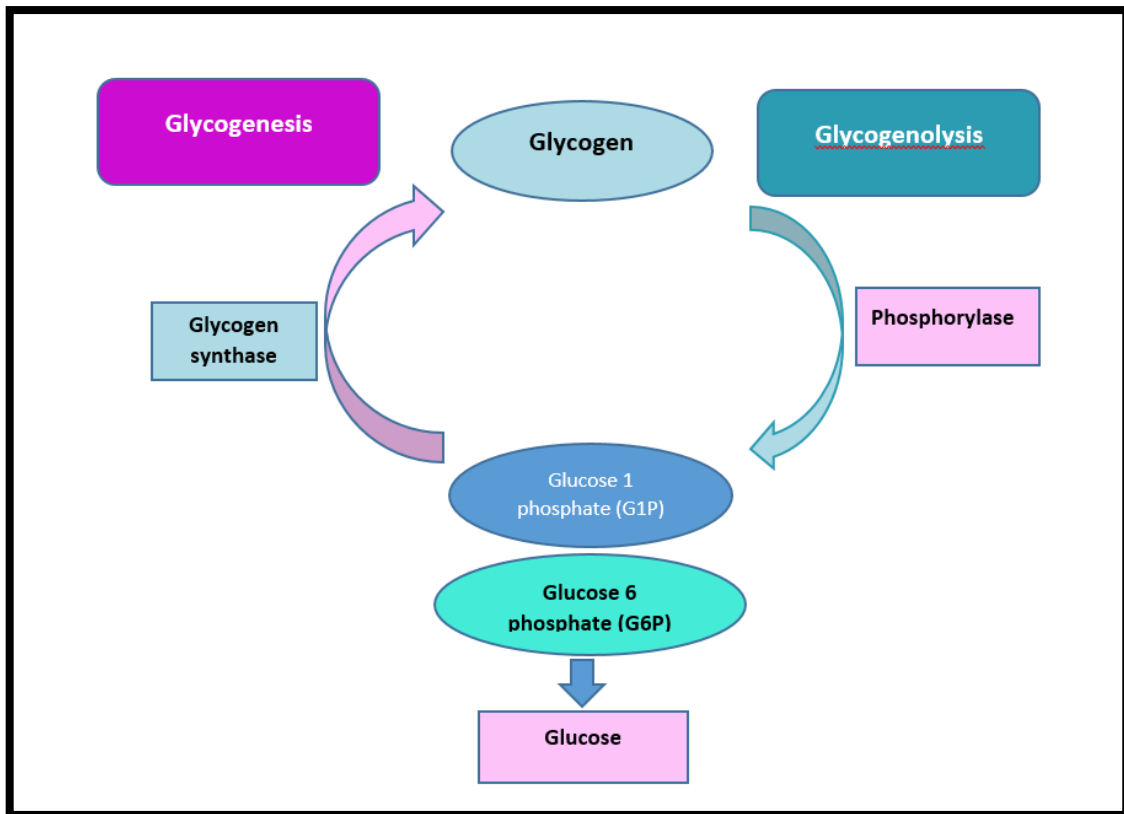 Glycogenesis
Glycogen
Glycogenolysis
Glycogen
synthase
Phosphorylase
Glucose 1
phosphate (G1P)
Glucose 6
phosphate (G6P)
Glucose